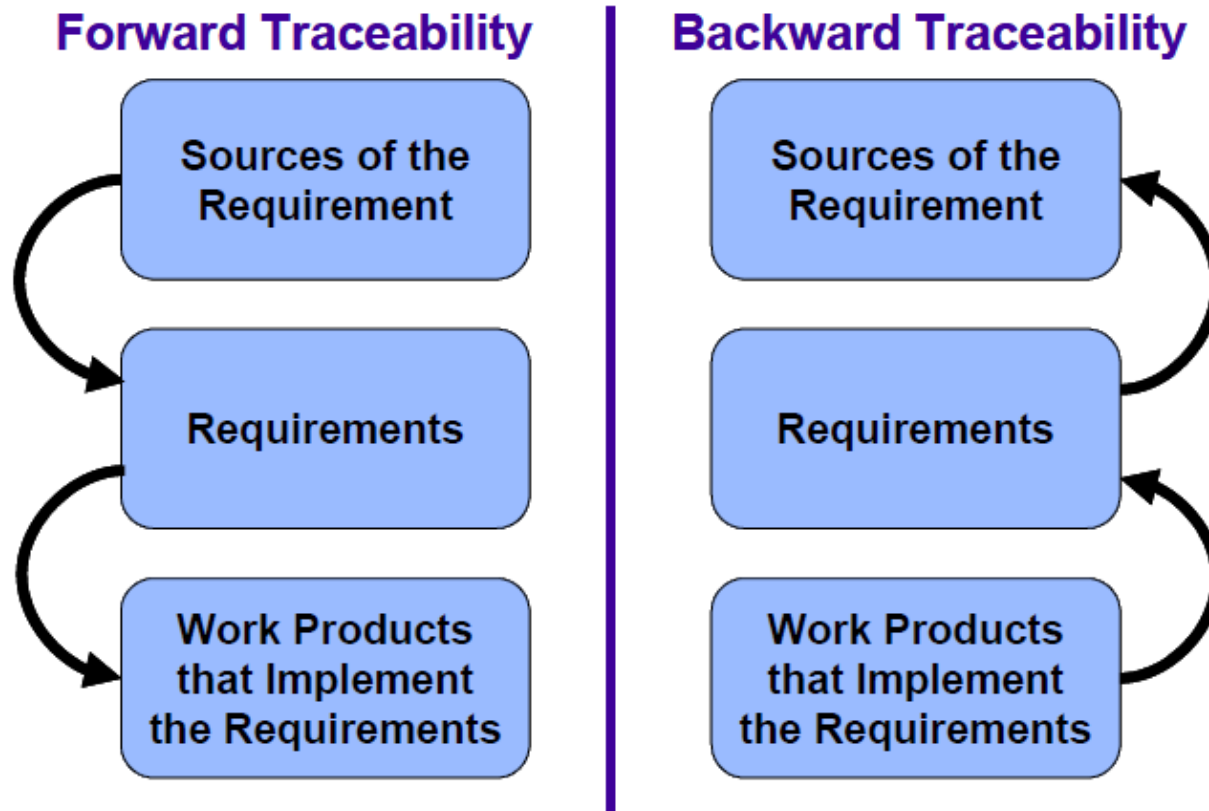 Forward Traceability
Sources of the
Requirement
Requirements
Work Products
that Implement
the Requirements
Backward Traceability
Sources of the
Requirement
Requirements
Work Products
that Implement
the Requirements